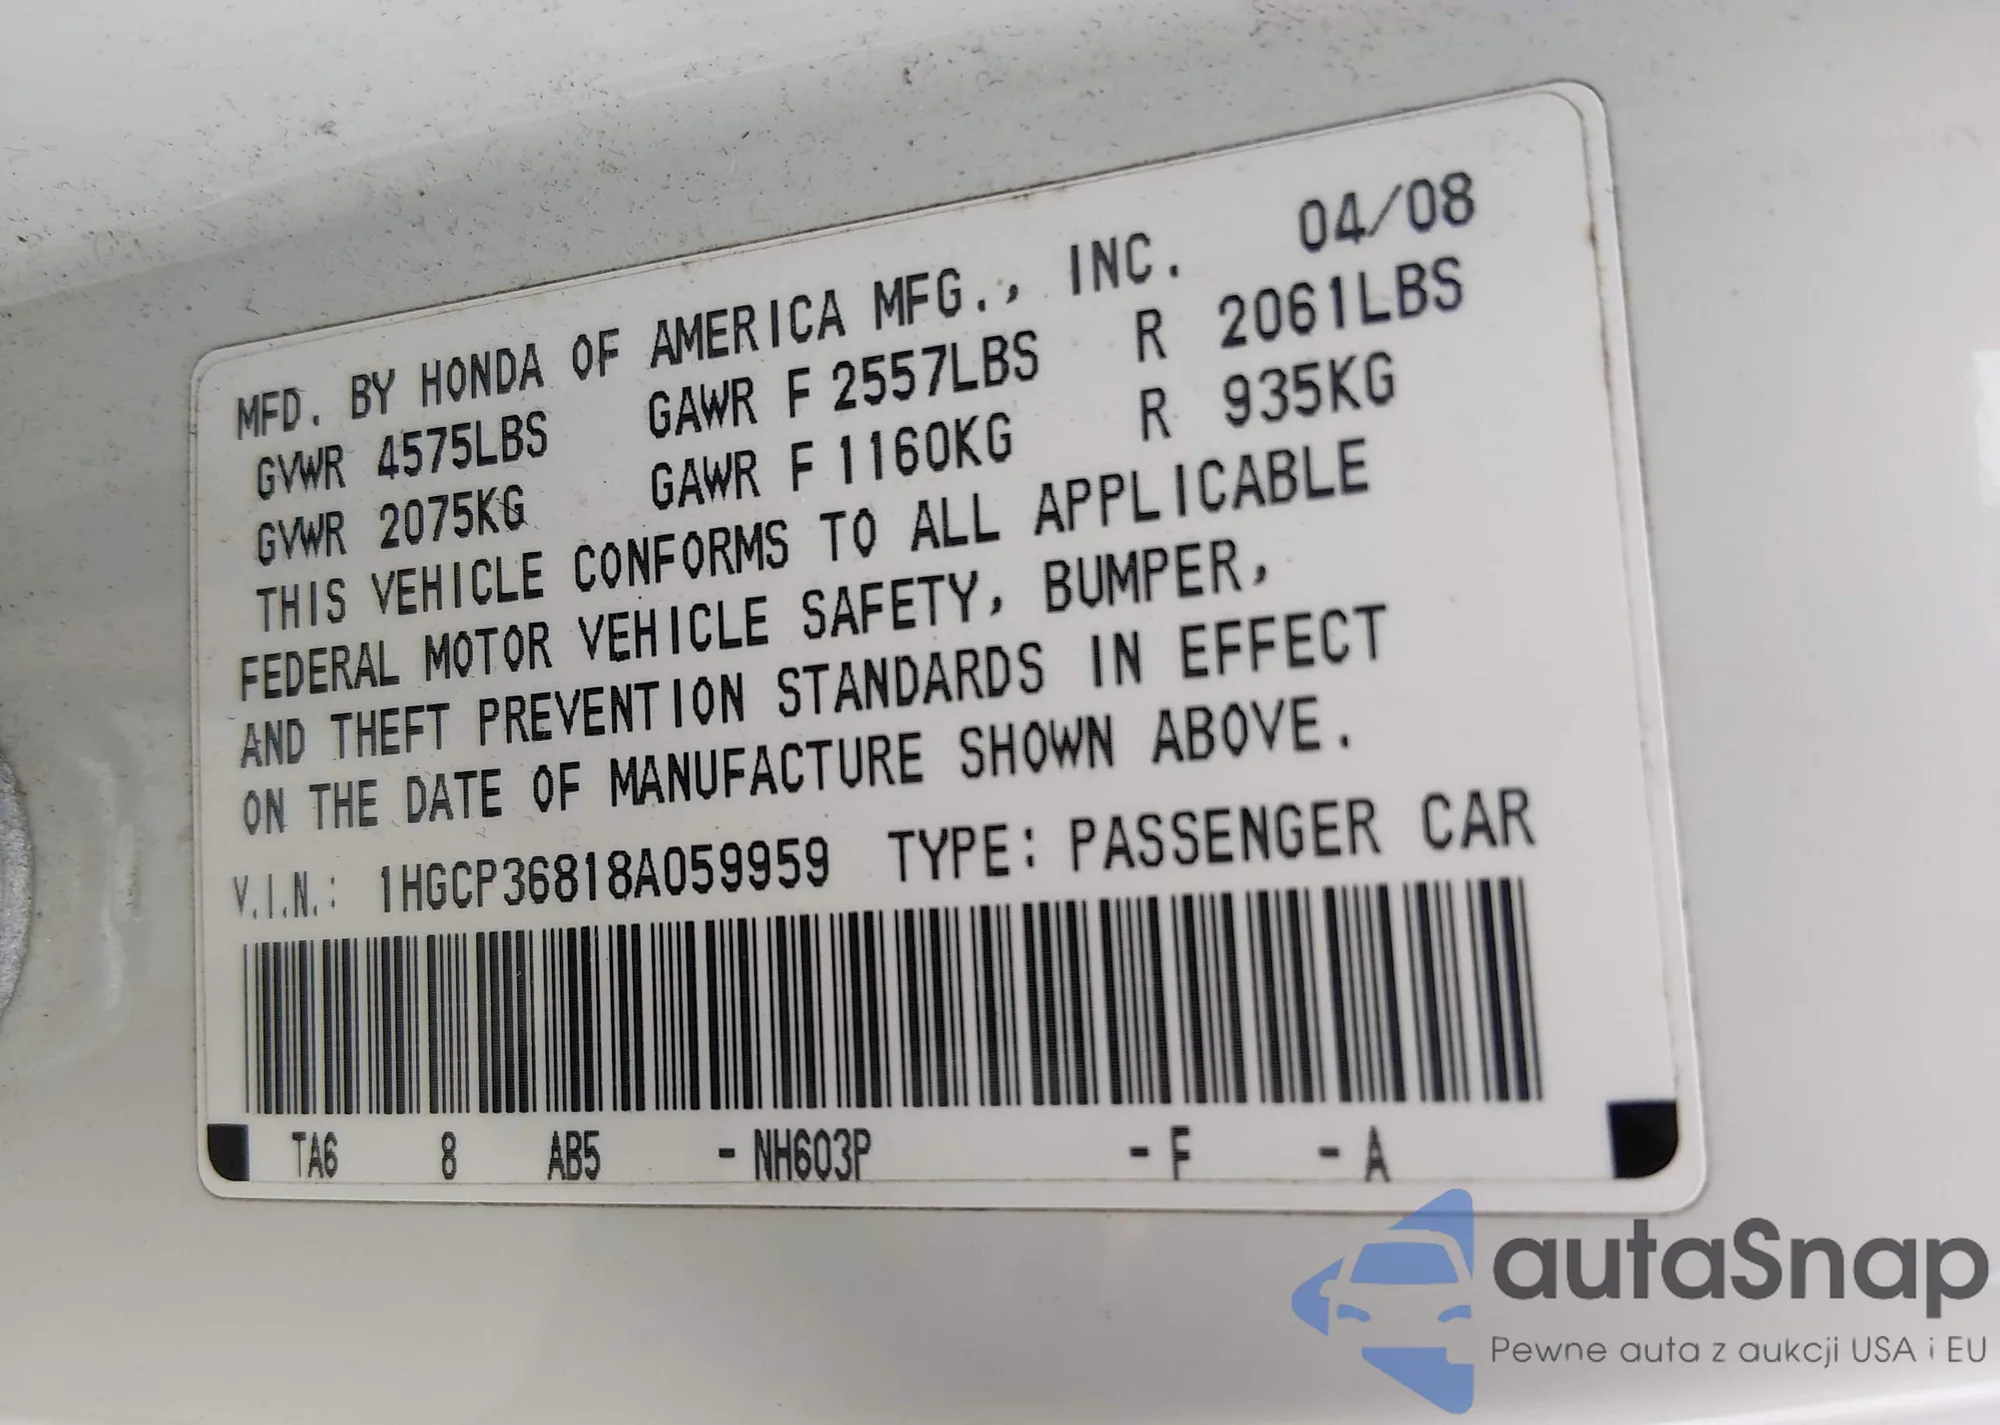 MFD. BY HONDA OF AMERICA MFG., INC. 04/08
GVWR 4575LBS GAWR F 2557LBS R 2061LBS
GVWR 2075KG GAWR F 1160KG R 935KG
THIS VEHICLE CONFORMS TO ALL APPLICABLE
FEDERAL MOTOR VEHICLE SAFETY, BUMPER,
AND THEFT PREVENTION STANDARDS IN EFFECT
ON THE DATE OF MANUFACTURE SHOWN ABOVE.
V.I.N.: 1HGCP36818A059959 TYPE: PASSENGER CAR
TA6 8 AB5 -NH603P -F -A
autaSnap
Pewne auta z aukcji USA i EU